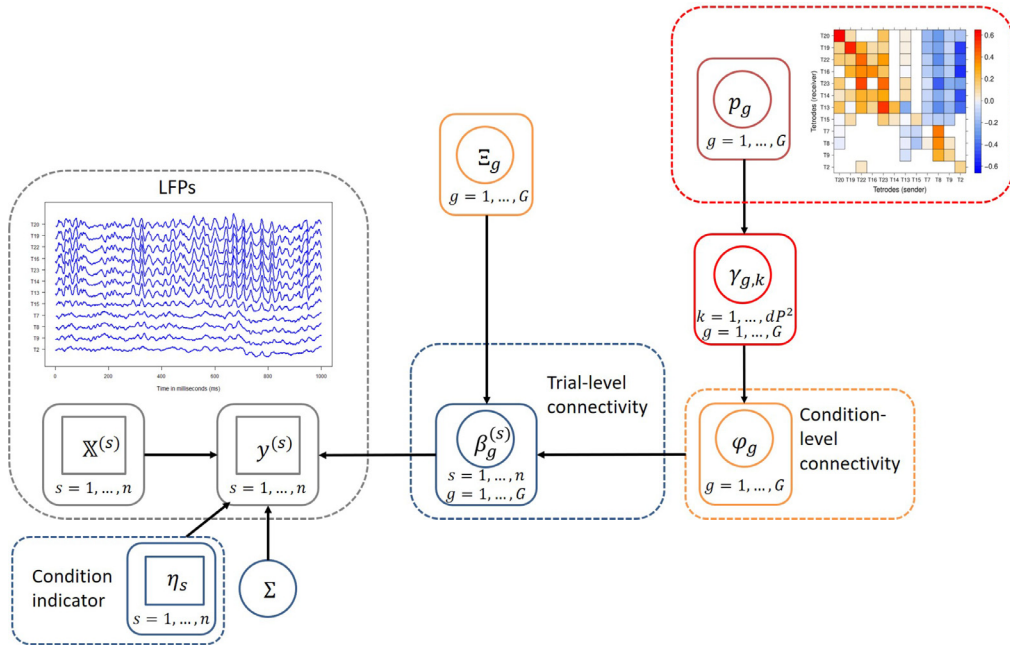 LFPs
T20
T19
T22
T16
T23
T14
T13
T15
T7
T8
T9
T2
0
200
400
600
800
1000
Time in milliseconds (ms)
𝕏^(s)
s = 1, …, n
y^(s)
s = 1, …, n
Condition
indicator
η_s
s = 1, …, n
Σ
Ξ_g
g = 1, …, G
Trial-level
connectivity
β_g^(s)
s = 1, …, n
g = 1, …, G
p_g
g = 1, …, G
Tetrodes (receiver)
T20
T19
T22
T16
T23
T14
T13
T15
T7
T8
T9
T2
T20 T19 T22 T16 T23 T14 T13 T15 T7 T8 T9 T2
Tetrodes (sender)
0.6
0.4
0.2
0.0
-0.2
-0.4
-0.6
γ_g,k
k = 1, …, dP²
g = 1, …, G
Condition-
level
connectivity
φ_g
g = 1, …, G